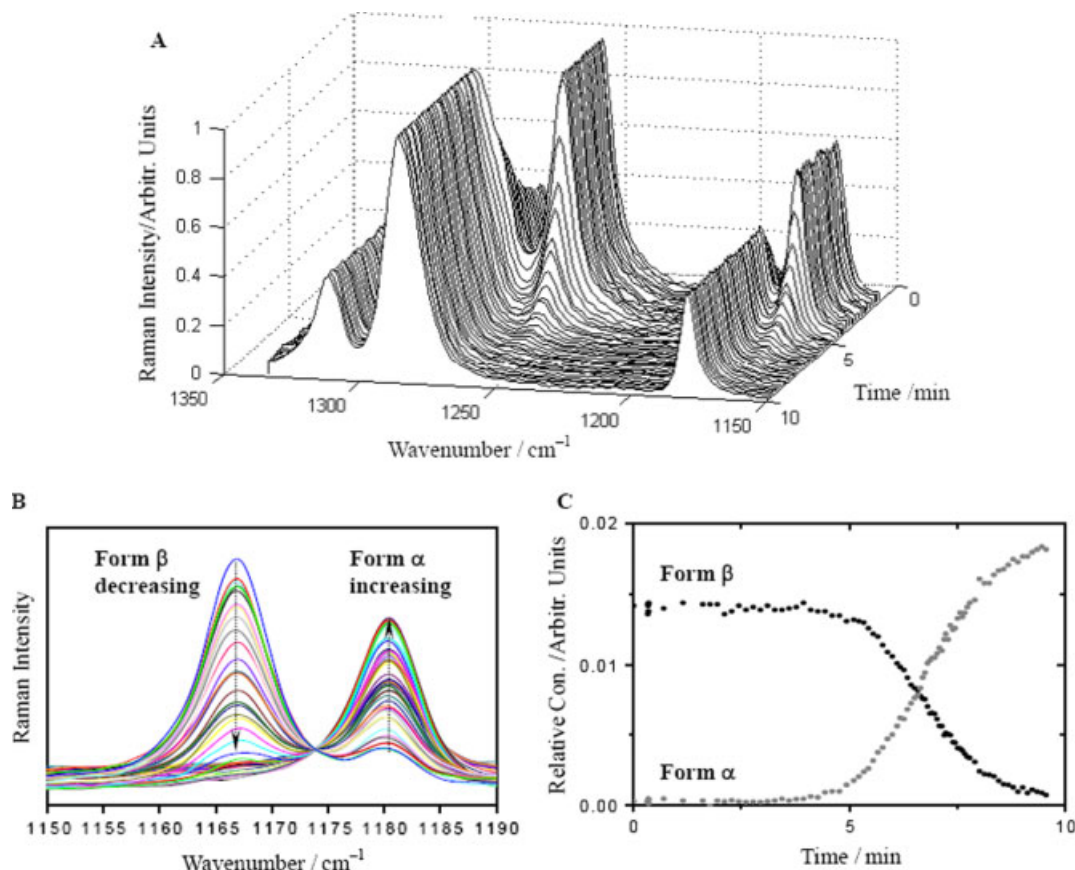 A
Raman Intensity/Arbitr. Units
1
0.8
0.6
0.4
0.2
0
1350
1300
1250
1200
1150
Wavenumber / cm⁻¹
0
5
10
Time /min
B
Form β
decreasing
Form α
increasing
Raman Intensity
1150 1155 1160 1165 1170 1175 1180 1185 1190
Wavenumber / cm⁻¹
C
Relative Con. /Arbitr. Units
0.02
0.01
0.00
Form β
Form α
0 5 10
Time / min